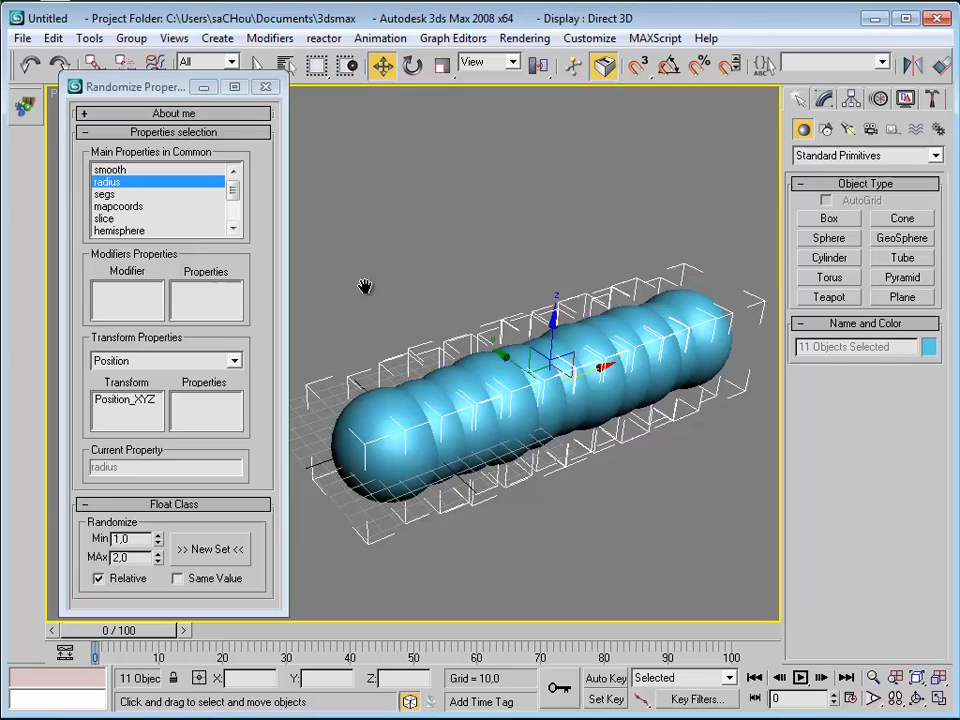 Untitled - Project Folder: C:\Users\saCHou\Documents\3dsmax - Autodesk 3ds Max 2008 x64 - Display : Direct 3D
File Edit Tools Group Views Create Modifiers reactor Animation Graph Editors Rendering Customize MAXScript Help
All
View
Randomize Proper...
+ About me
- Properties selection
Main Properties in Common
smooth
radius
segs
mapcoords
slice
hemisphere
Modifiers Properties
Modifier Properties
Transform Properties
Position
Transform Properties
Position_XYZ
Current Property
radius
- Float Class
Randomize
Min 1,0
MAx 2,0
>> New Set <<
Relative Same Value
z
Standard Primitives
- Object Type
AutoGrid
Box Cone
Sphere GeoSphere
Cylinder Tube
Torus Pyramid
Teapot Plane
- Name and Color
11 Objects Selected
< 0 / 100 >
0 10 20 30 40 50 60 70 80 90 100
11 Objec X: Y: Z: Grid = 10,0
Click and drag to select and move objects
Add Time Tag
Auto Key Selected
Set Key Key Filters...
0